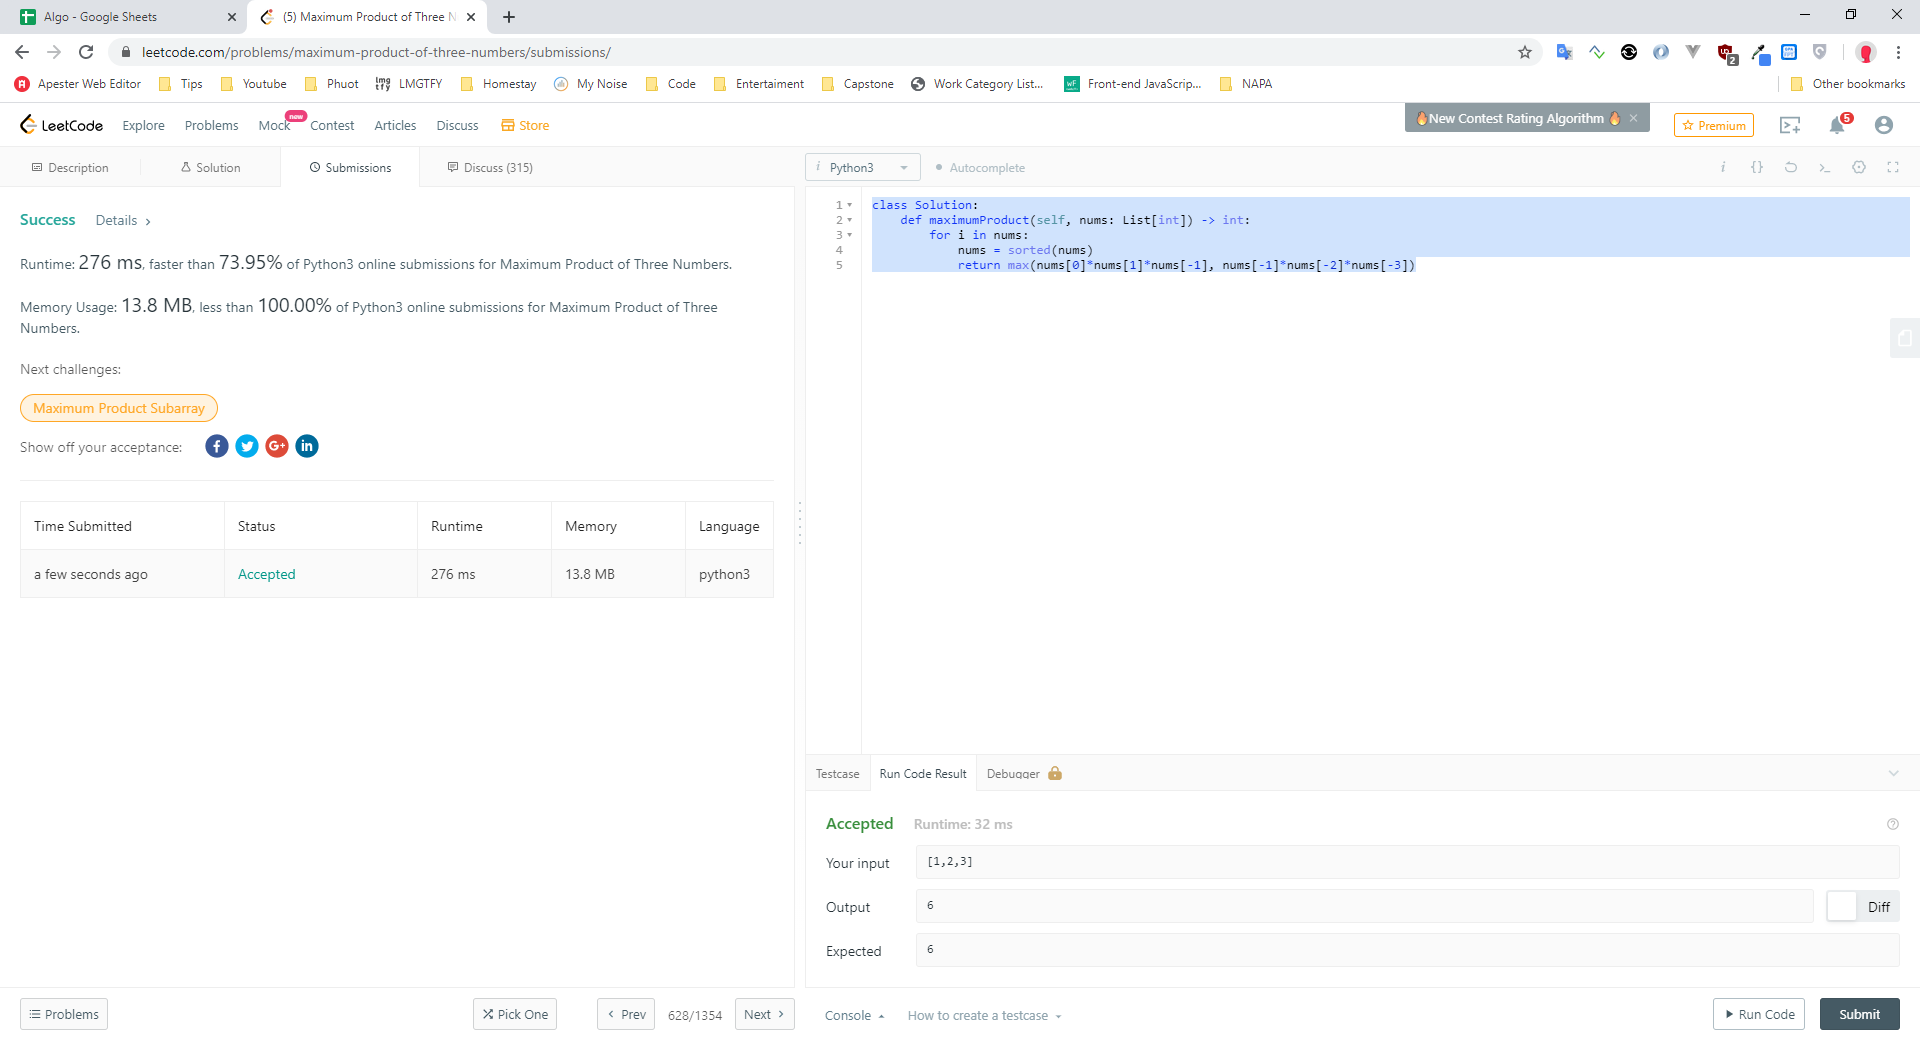 Algo - Google Sheets
(5) Maximum Product of Three N
leetcode.com/problems/maximum-product-of-three-numbers/submissions/
2
Apester Web Editor Tips Youtube Phuot LMGTFY Homestay My Noise Code Entertaiment Capstone Work Category List... Front-end JavaScrip... NAPA Other bookmarks
LeetCode Explore Problems Mock new Contest Articles Discuss Store
🔥New Contest Rating Algorithm 🔥 ×
Premium
5
Description Solution Submissions Discuss (315)
i Python3 Autocomplete
Success Details
Runtime: 276 ms, faster than 73.95% of Python3 online submissions for Maximum Product of Three Numbers.
Memory Usage: 13.8 MB, less than 100.00% of Python3 online submissions for Maximum Product of Three
Numbers.
Next challenges:
Maximum Product Subarray
Show off your acceptance:
Time Submitted Status Runtime Memory Language
a few seconds ago Accepted 276 ms 13.8 MB python3
1 class Solution:
2 def maximumProduct(self, nums: List[int]) -> int:
3 for i in nums:
4 nums = sorted(nums)
5 return max(nums[0]*nums[1]*nums[-1], nums[-1]*nums[-2]*nums[-3])
Testcase Run Code Result Debugger
Accepted Runtime: 32 ms
Your input [1,2,3]
Output 6 Diff
Expected 6
Problems Pick One Prev 628/1354 Next
Console How to create a testcase Run Code Submit